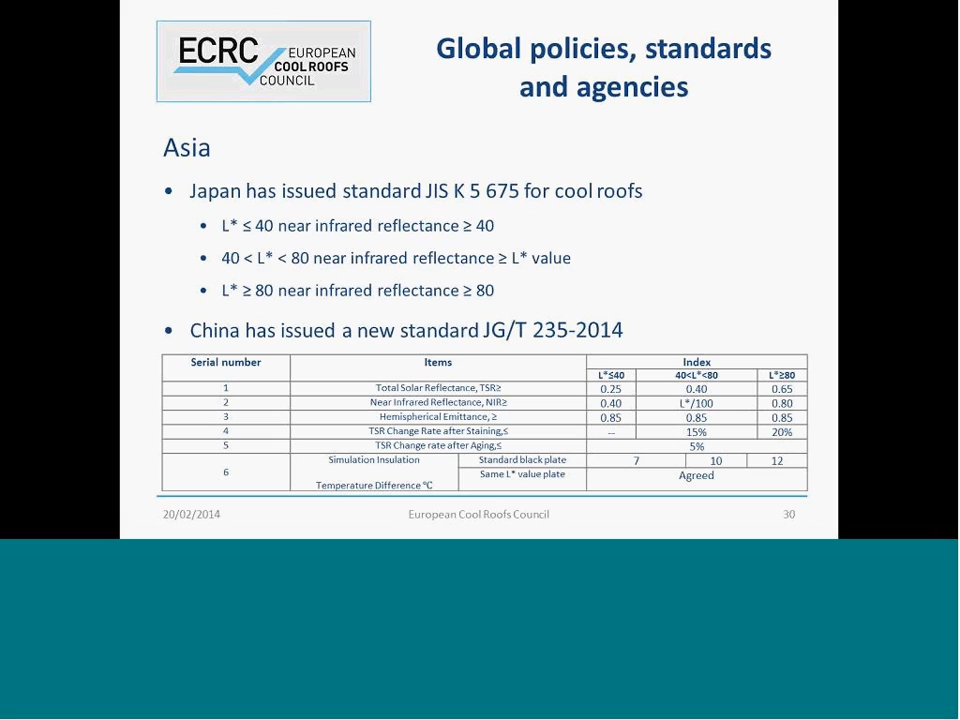 ECRC EUROPEAN
COOL ROOFS
COUNCIL
Global policies, standards
and agencies
Asia
• Japan has issued standard JIS K 5 675 for cool roofs
• L* ≤ 40 near infrared reflectance ≥ 40
• 40 < L* < 80 near infrared reflectance ≥ L* value
• L* ≥ 80 near infrared reflectance ≥ 80
• China has issued a new standard JG/T 235-2014
Serial number Items Index
L*≤40 40<L*<80 L*≥80
1 Total Solar Reflectance, TSR≥ 0.25 0.40 0.65
2 Near Infrared Reflectance, NIR≥ 0.40 L*/100 0.80
3 Hemispherical Emittance, ≥ 0.85 0.85 0.85
4 TSR Change Rate after Staining,≤ -- 15% 20%
5 TSR Change rate after Aging,≤ 5%
6 Simulation Insulation Standard black plate 7 10 12
Temperature Difference ℃ Same L* value plate Agreed
20/02/2014 European Cool Roofs Council 30